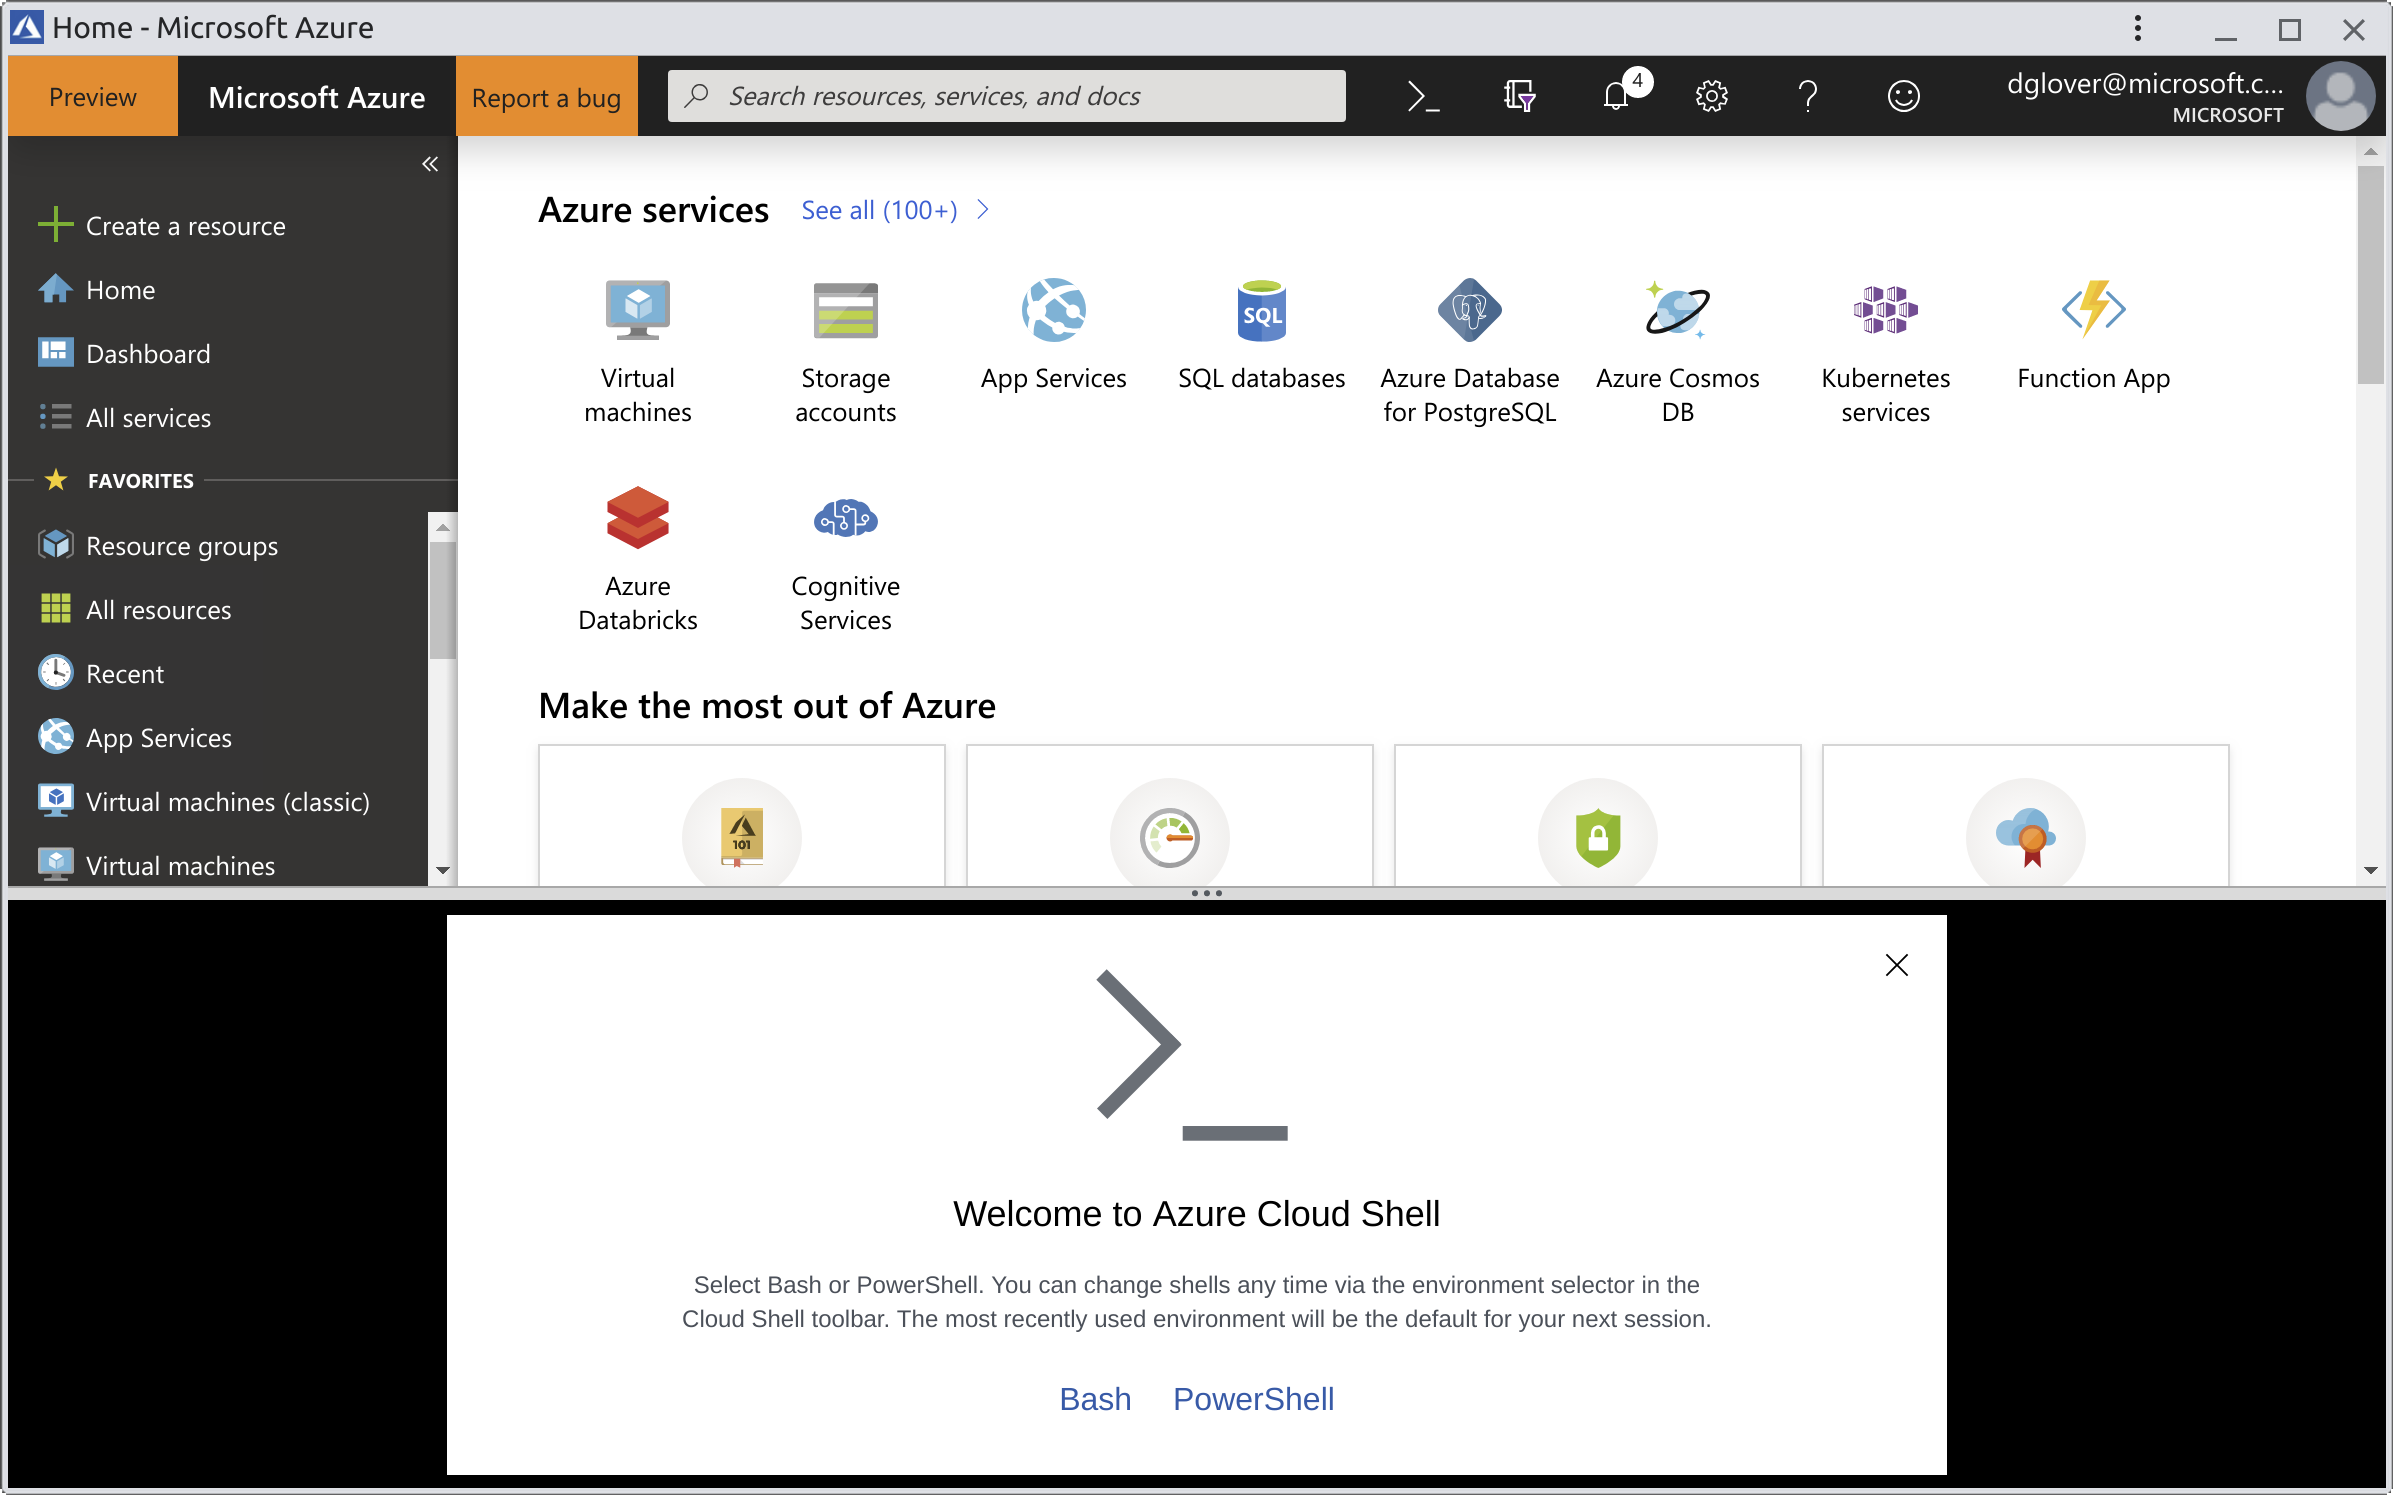 Home - Microsoft Azure
Preview
Microsoft Azure
Report a bug
Search resources, services, and docs
4
dglover@microsoft.c...
MICROSOFT
«
Create a resource
Home
Dashboard
All services
FAVORITES
Resource groups
All resources
Recent
App Services
Virtual machines (classic)
Virtual machines
Azure services See all (100+)
Virtual
machines
Storage
accounts
App Services
SQL
SQL databases
Azure Database
for PostgreSQL
Azure Cosmos
DB
Kubernetes
services
Function App
Azure
Databricks
Cognitive
Services
Make the most out of Azure
101
Welcome to Azure Cloud Shell
Select Bash or PowerShell. You can change shells any time via the environment selector in the
Cloud Shell toolbar. The most recently used environment will be the default for your next session.
Bash PowerShell